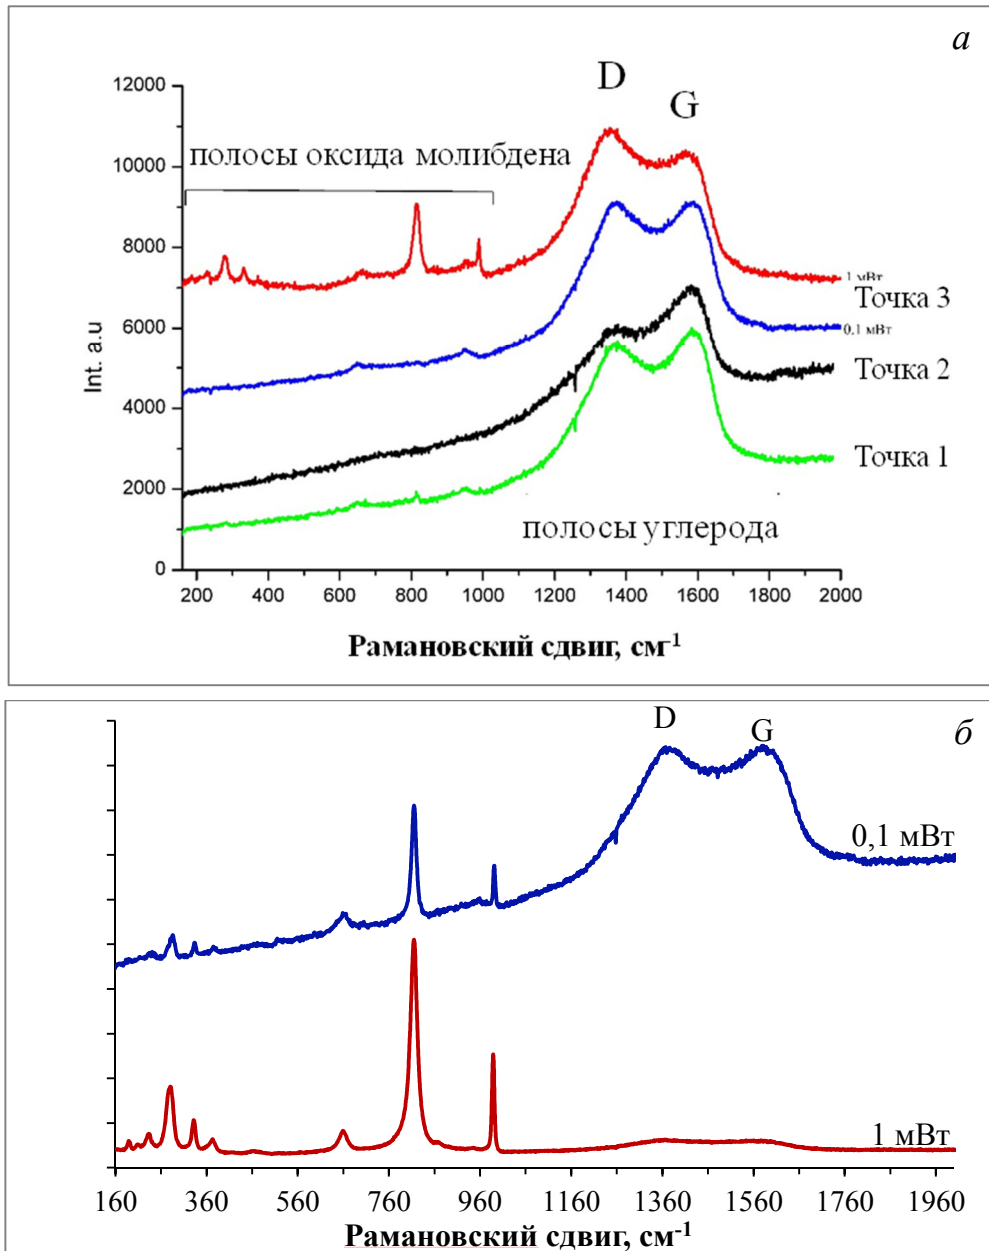 а
D
G
12000
полосы оксида молибдена
10000
8000
1 мВт
Точка 3
6000
0.1 мВт
Int. a.u
Точка 2
4000
Точка 1
2000
полосы углерода
0
200 400 600 800 1000 1200 1400 1600 1800 2000
Рамановский сдвиг, см-1
б
D
G
0,1 мВт
1 мВт
160 360 560 760 960 1160 1360 1560 1760 1960
Рамановский сдвиг, см-1